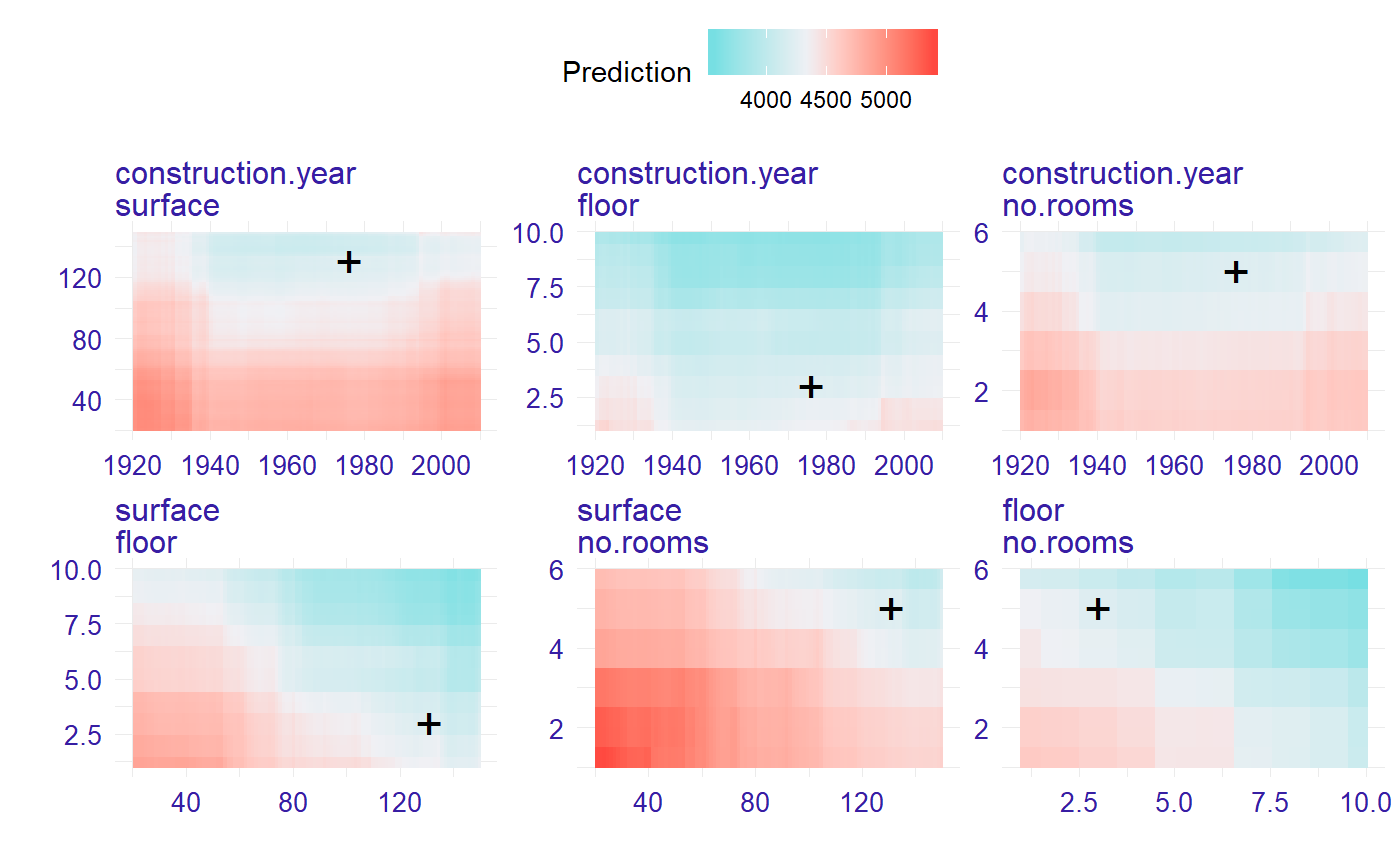 Prediction
4000 4500 5000
construction.year
surface
120
80
40
1920 1940 1960 1980 2000
construction.year
floor
10.0
7.5
5.0
2.5
1920 1940 1960 1980 2000
construction.year
no.rooms
6
4
2
1920 1940 1960 1980 2000
surface
floor
10.0
7.5
5.0
2.5
40 80 120
surface
no.rooms
6
4
2
40 80 120
floor
no.rooms
6
4
2
2.5 5.0 7.5 10.0